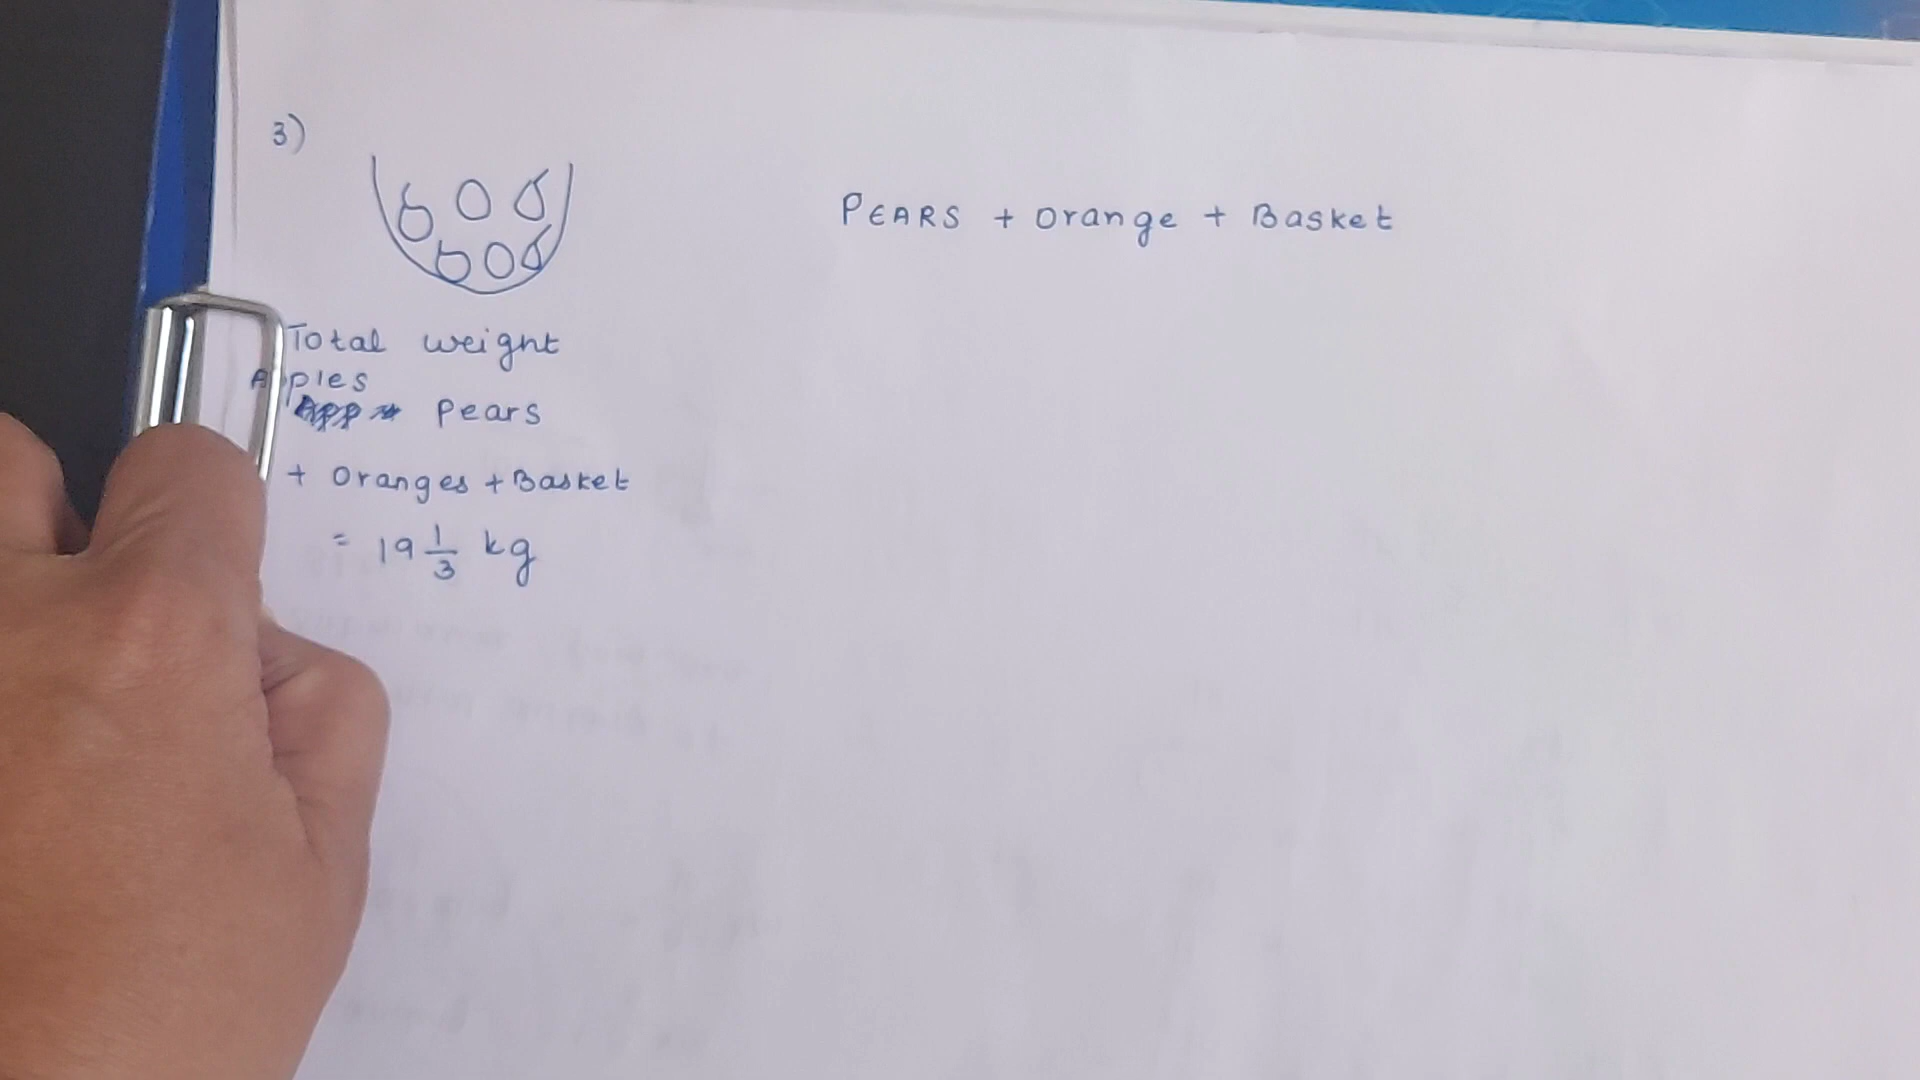 3)
PEARS + Orange + Basket
Total weight
Apples
Pears
+ Oranges + Basket
= 19 1/3 kg